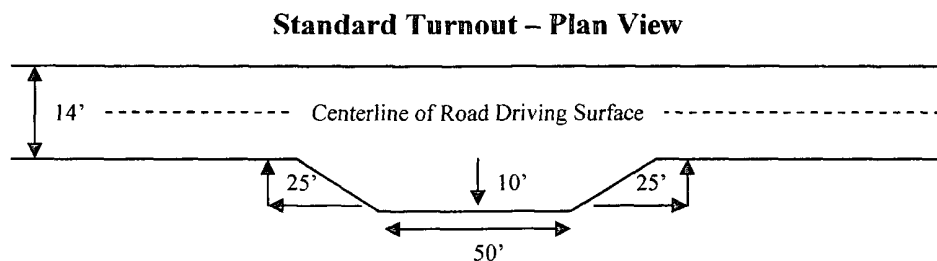 Standard Turnout – Plan View
14’
Centerline of Road Driving Surface
25’
10’
25’
50’